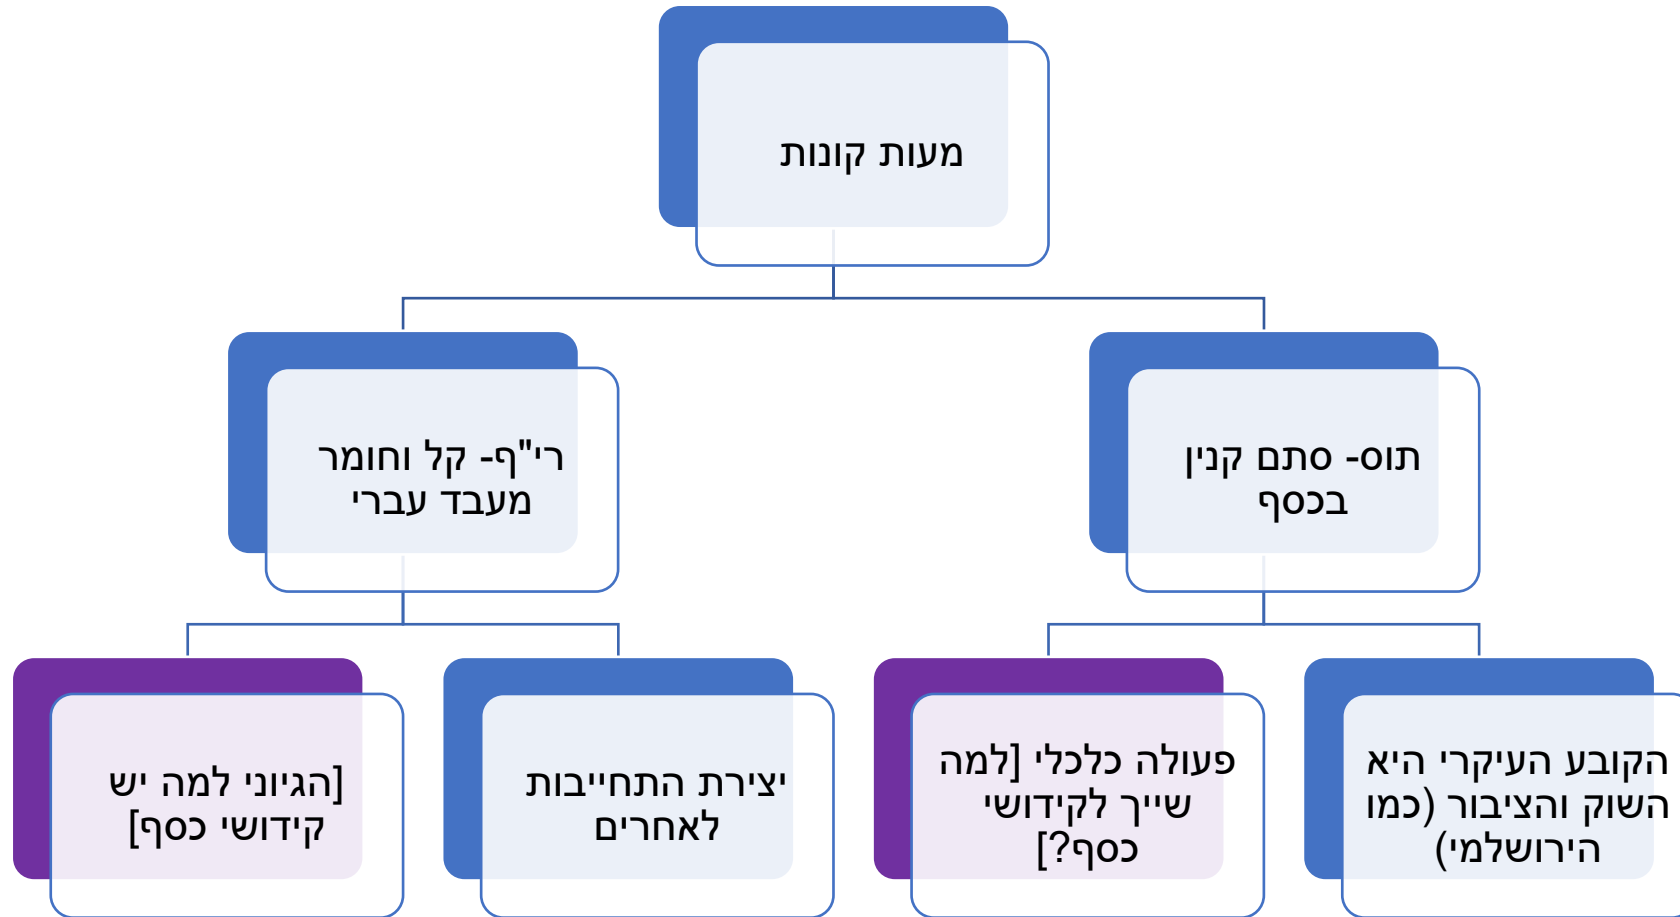 מעות קונות
תוס- סתם קנין
בכסף
רי"ף- קל וחומר
מעבד עברי
הקובע העיקרי היא
השוק והציבור (כמו
הירושלמי)
פעולה כלכלי [למה
שייך לקידושי
כסף?]
יצירת התחייבות
לאחרים
[הגיוני למה יש
קידושי כסף]